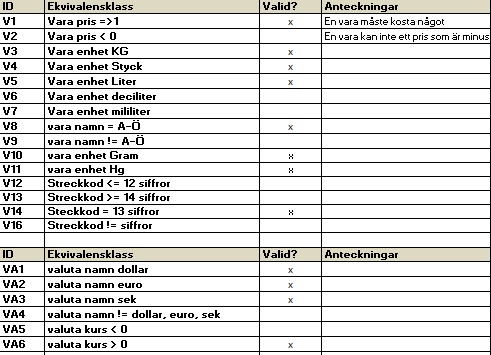 ID Ekvivalensklass Valid? Anteckningar
V1 Vara pris =>1 x En vara måste kosta något
V2 Vara pris < 0 En vara kan inte ett pris som är minus
V3 Vara enhet KG x
V4 Vara enhet Styck x
V5 Vara enhet Liter x
V6 Vara enhet deciliter
V7 Vara enhet mililiter
V8 vara namn = A-Ö x
V9 vara namn != A-Ö
V10 vara enhet Gram x
V11 vara enhet Hg x
V12 Streckkod <= 12 siffror
V13 Streckkod >= 14 siffror
V14 Steckkod = 13 siffror x
V16 Streckkod != siffror
ID Ekvivalensklass Valid? Anteckningar
VA1 valuta namn dollar x
VA2 valuta namn euro x
VA3 valuta namn sek x
VA4 valuta namn != dollar, euro, sek
VA5 valuta kurs < 0
VA6 valuta kurs > 0 x